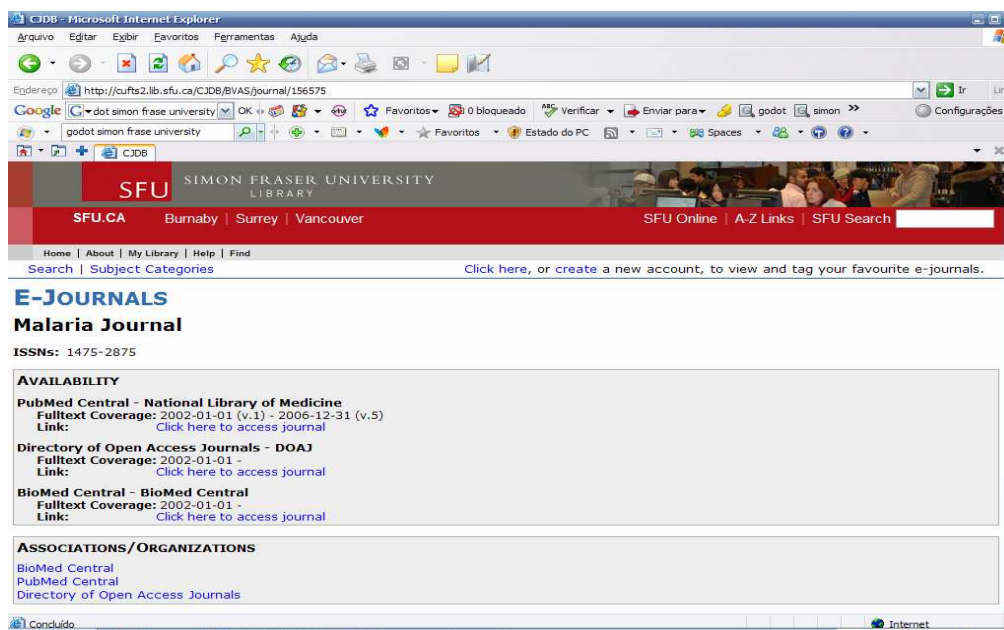 CJDB - Microsoft Internet Explorer
Arquivo Editar Exibir Favoritos Ferramentas Ajuda
Endereço http://cufts2.lib.sfu.ca/CJDB/BVAS/journal/156575 Ir
Google dot simon frase university OK Favoritos 0 bloqueado Verificar Enviar para godot simon » Configurações
godot simon frase university Favoritos Estado do PC Spaces
CJDB
SFU SIMON FRASER UNIVERSITY
LIBRARY
SFU.CA Burnaby | Surrey | Vancouver SFU Online | A-Z Links | SFU Search
Home | About | My Library | Help | Find
Search | Subject Categories Click here, or create a new account, to view and tag your favourite e-journals.
E-JOURNALS
Malaria Journal
ISSNs: 1475-2875
AVAILABILITY
PubMed Central - National Library of Medicine
Fulltext Coverage: 2002-01-01 (v.1) - 2006-12-31 (v.5)
Link: Click here to access journal
Directory of Open Access Journals - DOAJ
Fulltext Coverage: 2002-01-01 -
Link: Click here to access journal
BioMed Central - BioMed Central
Fulltext Coverage: 2002-01-01 -
Link: Click here to access journal
ASSOCIATIONS/ORGANIZATIONS
BioMed Central
PubMed Central
Directory of Open Access Journals
Concluído Internet